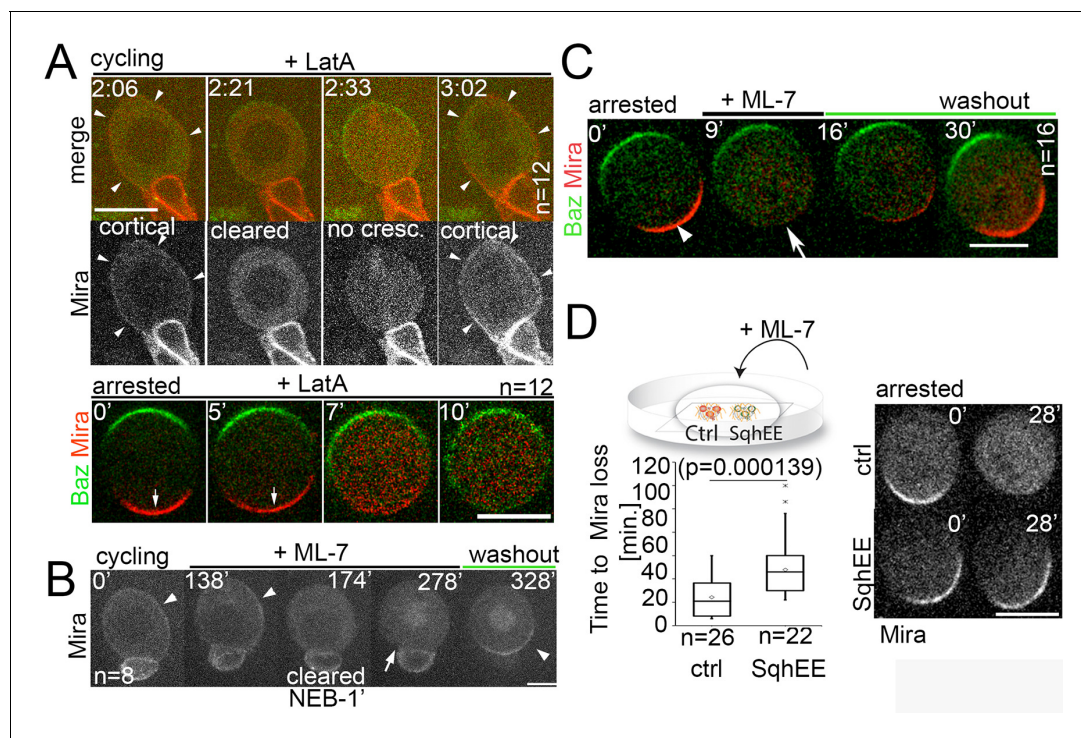 A
cycling
+ LatA
merge
2:06
2:21
2:33
3:02
n=12
Mira
cortical
cleared
no cresc.
cortical
arrested
+ LatA
n=12
Baz Mira
0'
5'
7'
10'
B
cycling
+ ML-7
washout
Mira
0'
138'
174'
278'
328'
n=8
cleared
NEB-1'
C
arrested
+ ML-7
washout
Baz Mira
0'
9'
16'
30'
n=16
D
+ ML-7
Ctrl
SqhEE
(p=0.000139)
Time to Mira loss
[min.]
120
100
80
60
40
20
0
n=26
n=22
ctrl
SqhEE
arrested
ctrl
0'
28'
SqhEE
0'
28'
Mira